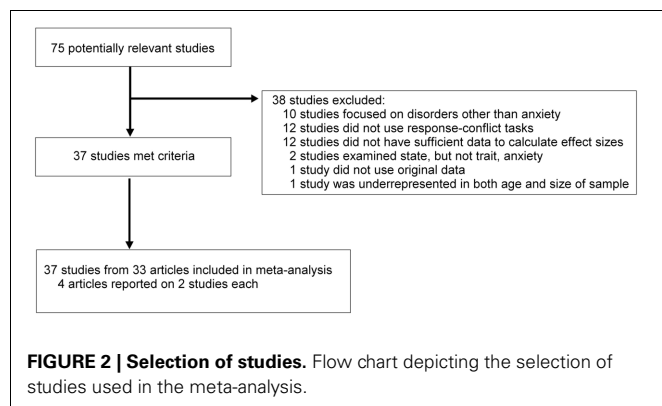 75 potentially relevant studies
38 studies excluded:
10 studies focused on disorders other than anxiety
12 studies did not use response-conflict tasks
12 studies did not have sufficient data to calculate effect sizes
2 studies examined state, but not trait, anxiety
1 study did not use original data
1 study was underrepresented in both age and size of sample
37 studies met criteria
37 studies from 33 articles included in meta-analysis
4 articles reported on 2 studies each
FIGURE 2 | Selection of studies. Flow chart depicting the selection of
studies used in the meta-analysis.